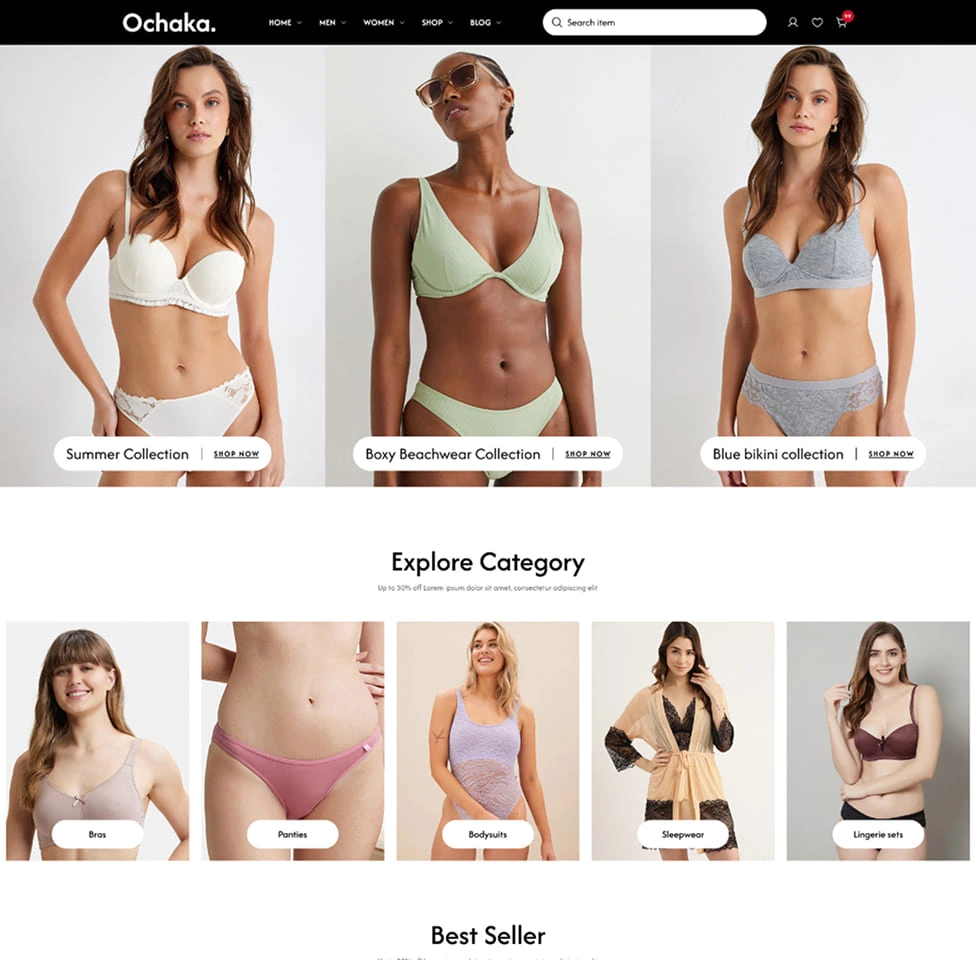 Ochaka.
HOME MEN WOMEN SHOP BLOG
Search item
99
Summer Collection | SHOP NOW
Boxy Beachwear Collection | SHOP NOW
Blue bikini collection | SHOP NOW
Explore Category
Up to 50% off Lorem ipsum dolor sit amet, consectetur adipiscing elit
Bras
Panties
Bodysuits
Sleepwear
Lingerie sets
Best Seller